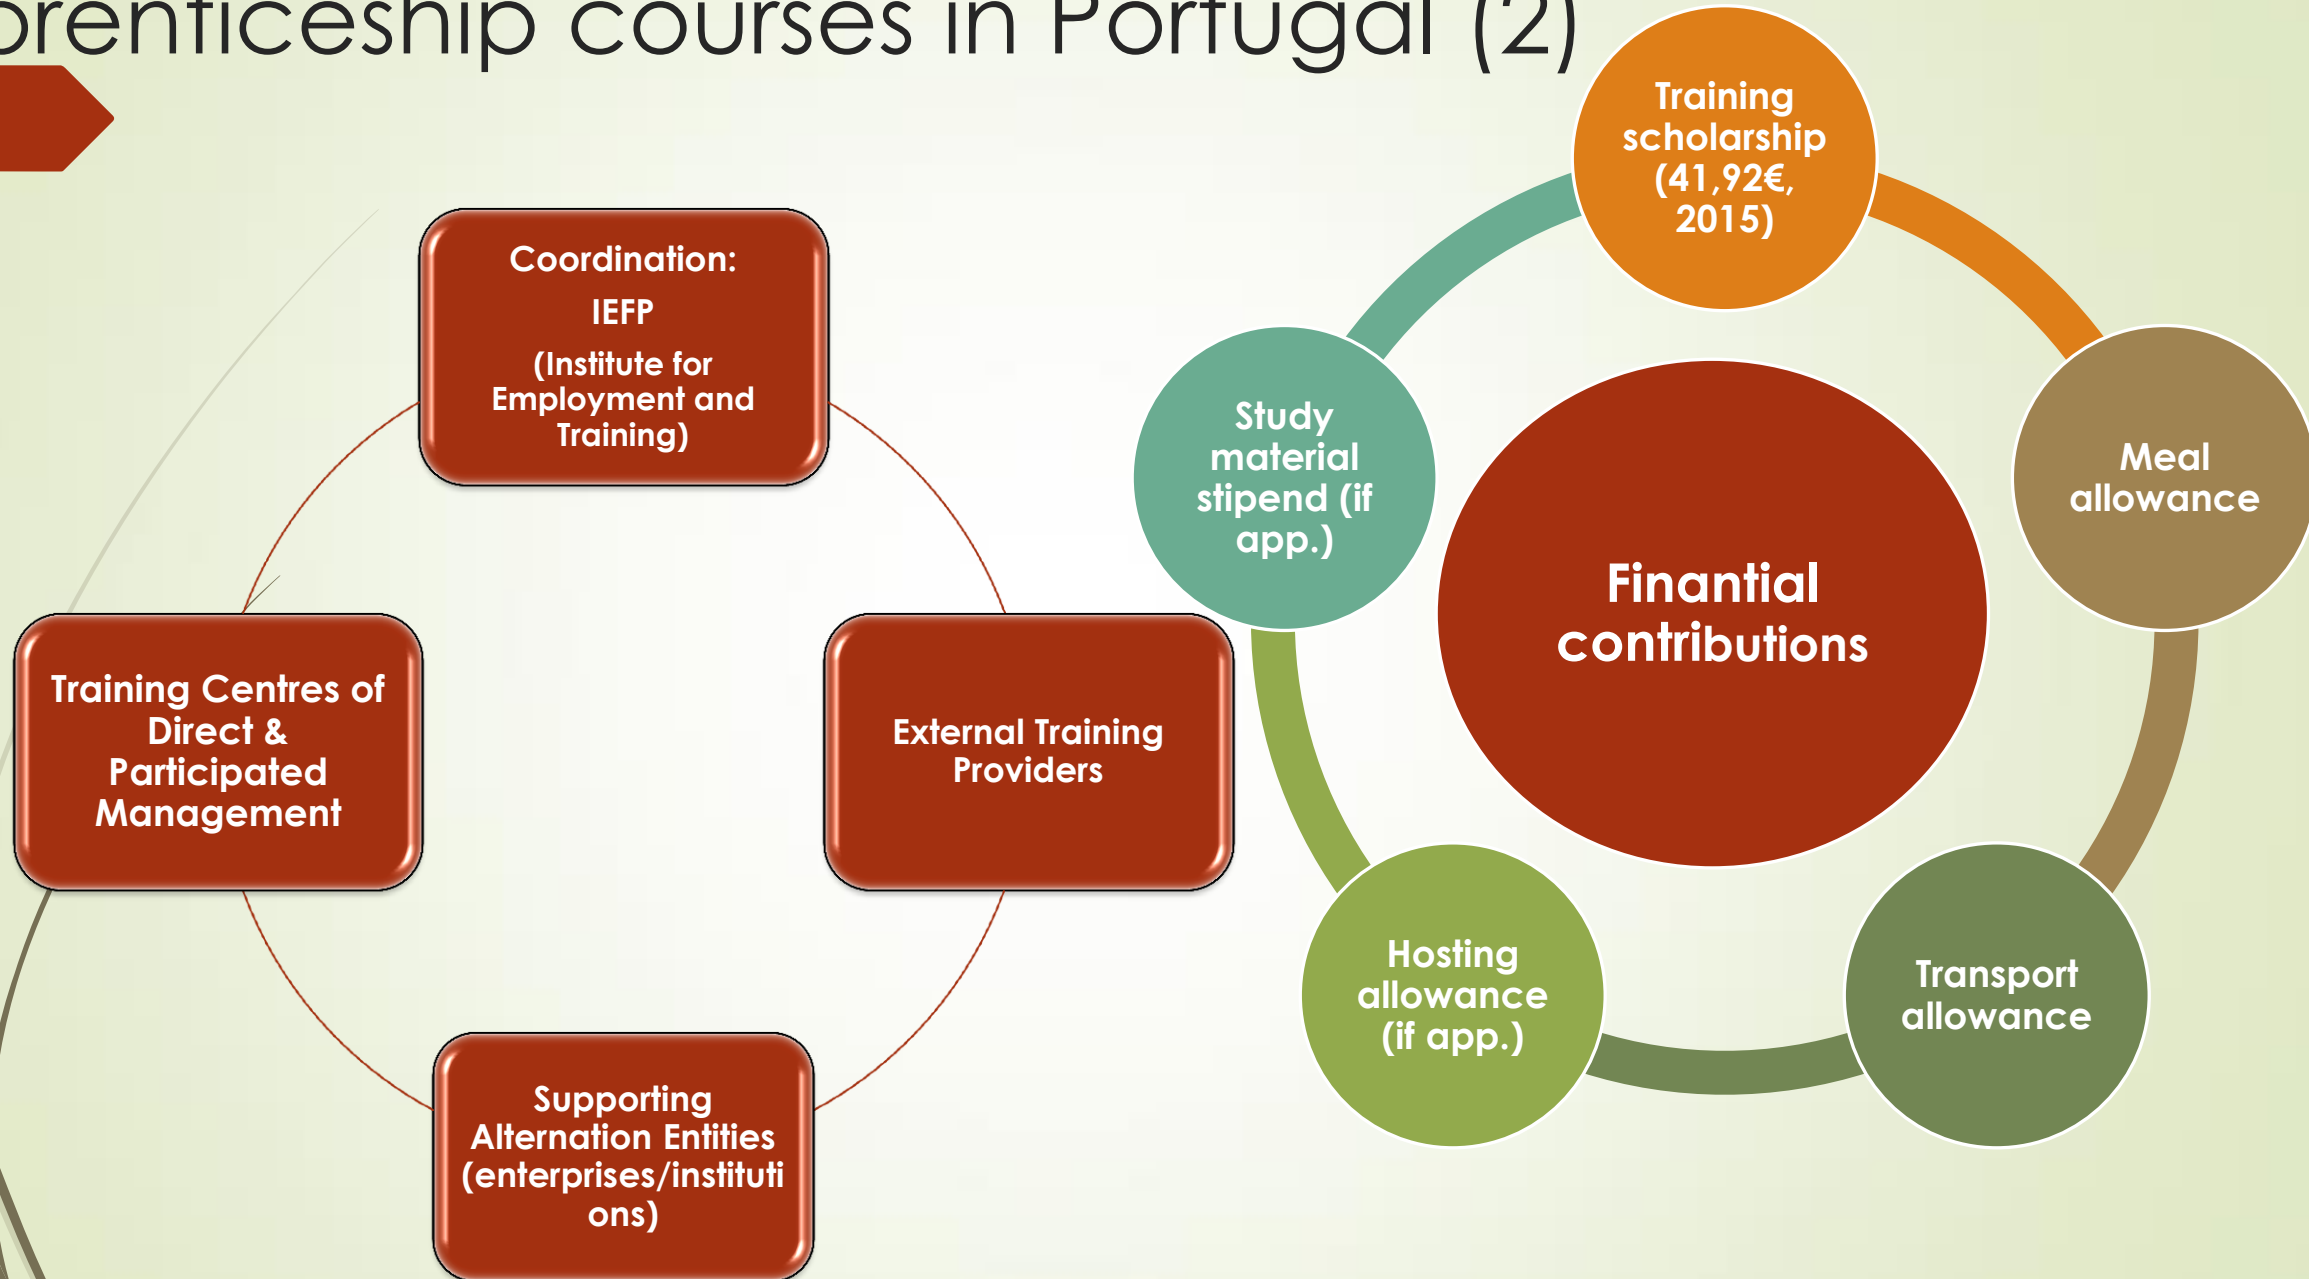 prenticeship courses in Portugal (2)
Coordination:
IEFP
(Institute for
Employment and
Training)
Training Centres of
Direct &
Participated
Management
External Training
Providers
Supporting
Alternation Entities
(enterprises/instituti
ons)
Training
scholarship
(41,92€,
2015)
Meal
allowance
Transport
allowance
Hosting
allowance
(if app.)
Study
material
stipend (if
app.)
Finantial
contributions